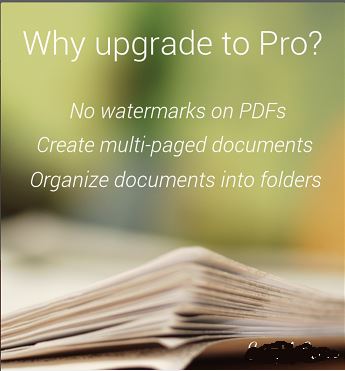 Why upgrade to Pro?
No watermarks on PDFs
Create multi-paged documents
Organize documents into folders